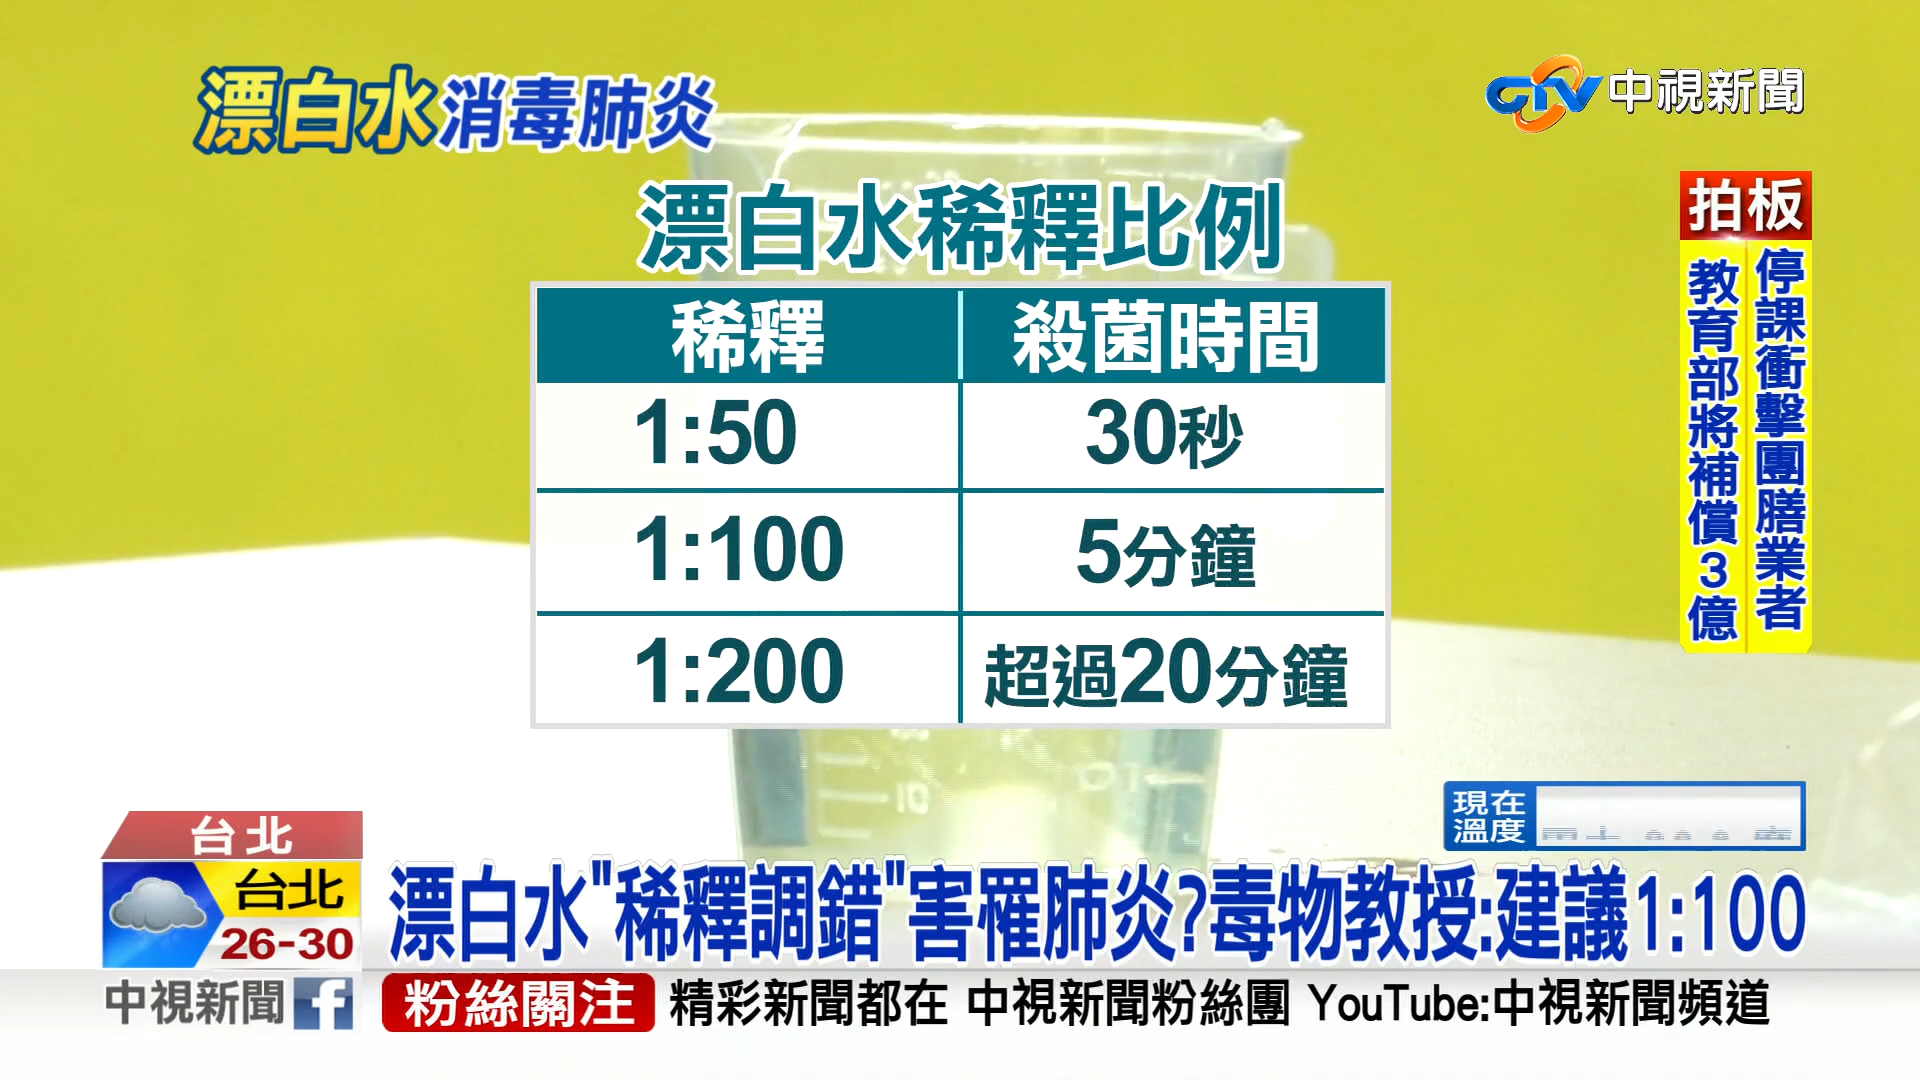 漂白水消毒肺炎
CTV中視新聞
漂白水稀釋比例
稀釋 殺菌時間
1:50 30秒
1:100 5分鐘
1:200 超過20分鐘
拍板
停課衝擊團膳業者
教育部將補償3億
10
現在
溫度
台北
台北
26-30
漂白水"稀釋調錯"害罹肺炎?毒物教授:建議1:100
中視新聞 f 粉絲關注 精彩新聞都在 中視新聞粉絲團 YouTube:中視新聞頻道